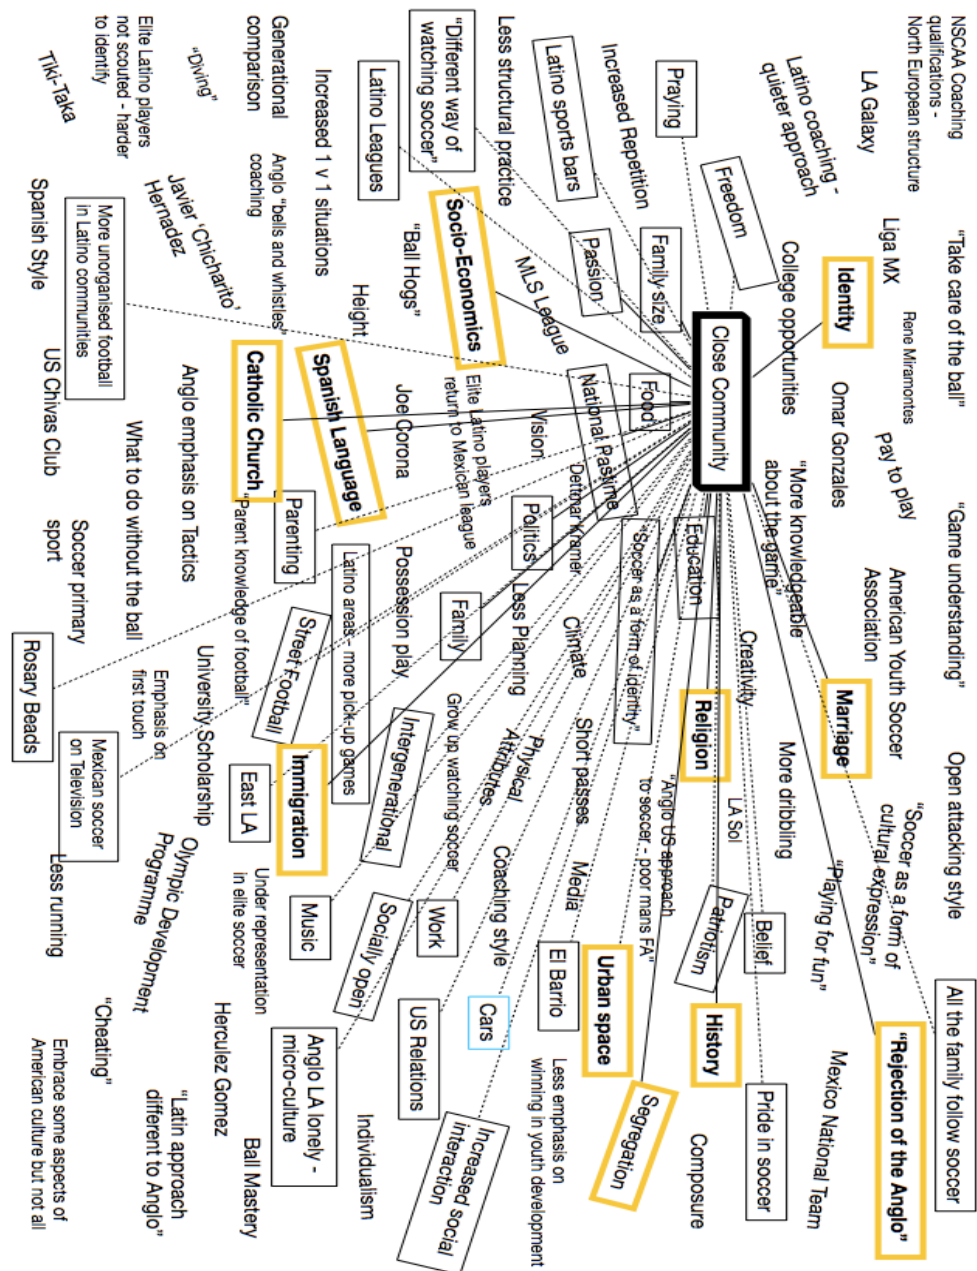 "Take care of the ball"
"Game understanding"
Open attacking style
All the family follow soccer
NSCAA Coaching
qualifications -
North European structure
Rene Miramontes
Pay to play
American Youth Soccer
Association
"Soccer as a form of
cultural expression"
"Rejection of the Anglo"
LA Galaxy
Liga MX
Identity
Omar Gonzales
Marriage
"Playing for fun"
Mexico National Team
Latino coaching -
quieter approach
College opportunities
"More knowledgeable
about the game"
More dribbling
Belief
Pride in soccer
Freedom
Close Community
Creativity
LA Sol
Patriotism
History
Composure
Praying
Family size
Education
Religion
"Anglo US approach
to soccer - poor mans FA"
Segregation
Increased Repetition
Passion
Food
National Pastime
"Soccer as a form of identity"
Short passes
Urban space
Latino sports bars
MLS League
Vision
Dettmar Kramer
Climate
Media
El Barrio
Less emphasis on
winning in youth development
Less structural practice
Politics
Less Planning
Physical
Attributes
Coaching style
Cars
Increased social
interaction
"Different way of
watching soccer"
Socio-Economics
Elite Latino players
return to Mexican league
Family
Grow up watching soccer
Work
US Relations
Latino Leagues
"Ball Hogs"
Joe Corona
Possession play
Intergenerational
Socially open
Individualism
Increased 1 v 1 situations
Height
Spanish Language
Latino areas - more pick-up games
Music
Anglo LA lonely -
micro-culture
Generational
comparison
Anglo "bells and whistles"
coaching
Catholic Church
Parenting
Street Football
Immigration
Under representation
in elite soccer
Ball Mastery
"Diving"
Javier 'Chicharito'
Hernadez
Anglo emphasis on Tactics
"Parent knowledge of football"
University Scholarship
East LA
Herculez Gomez
Elite Latino players
not scouted - harder
to identify
What to do without the ball
Emphasis on
first touch
Olympic Development
Programme
"Latin approach
different to Anglo"
Tiki-Taka
More unorganised football
in Latino communities
Soccer primary
sport
Mexican soccer
on Television
"Cheating"
Spanish Style
US Chivas Club
Rosary Beads
Less running
Embrace some aspects of
American culture but not all